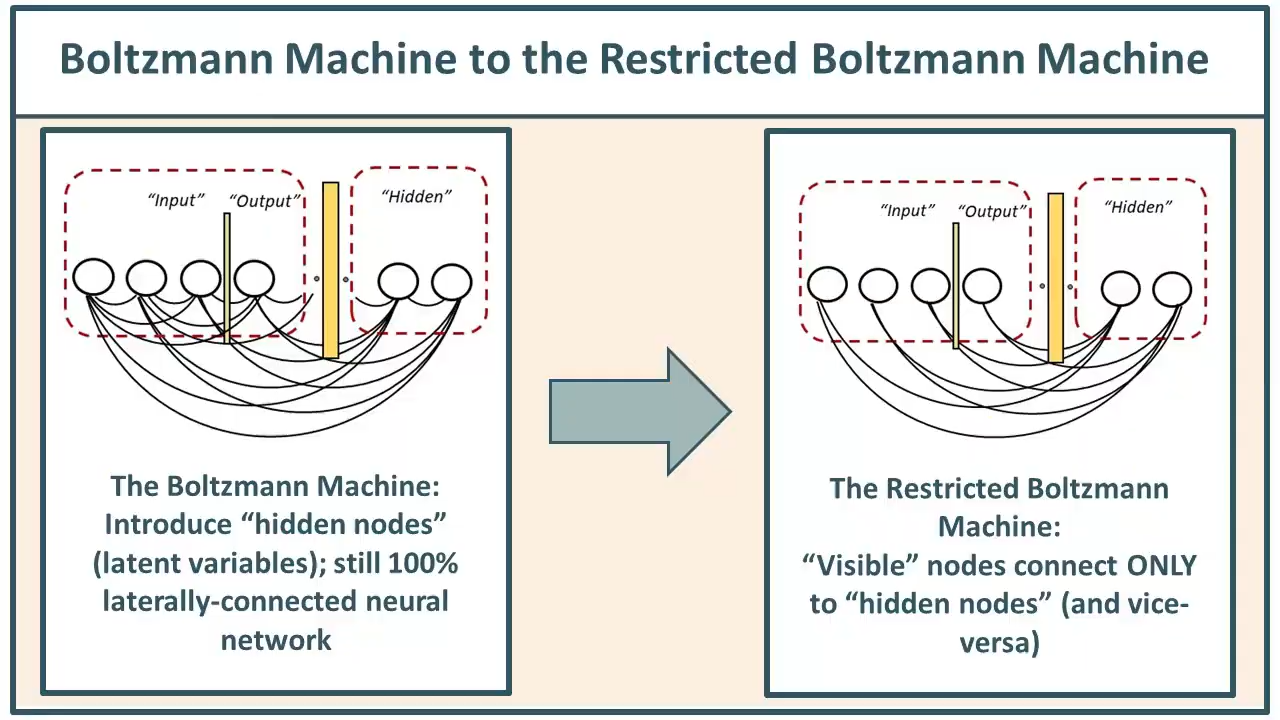 Boltzmann Machine to the Restricted Boltzmann Machine
“Input” “Output” “Hidden”
The Boltzmann Machine:
Introduce “hidden nodes”
(latent variables); still 100%
laterally-connected neural
network
“Input” “Output” “Hidden”
The Restricted Boltzmann
Machine:
“Visible” nodes connect ONLY
to “hidden nodes” (and vice-
versa)